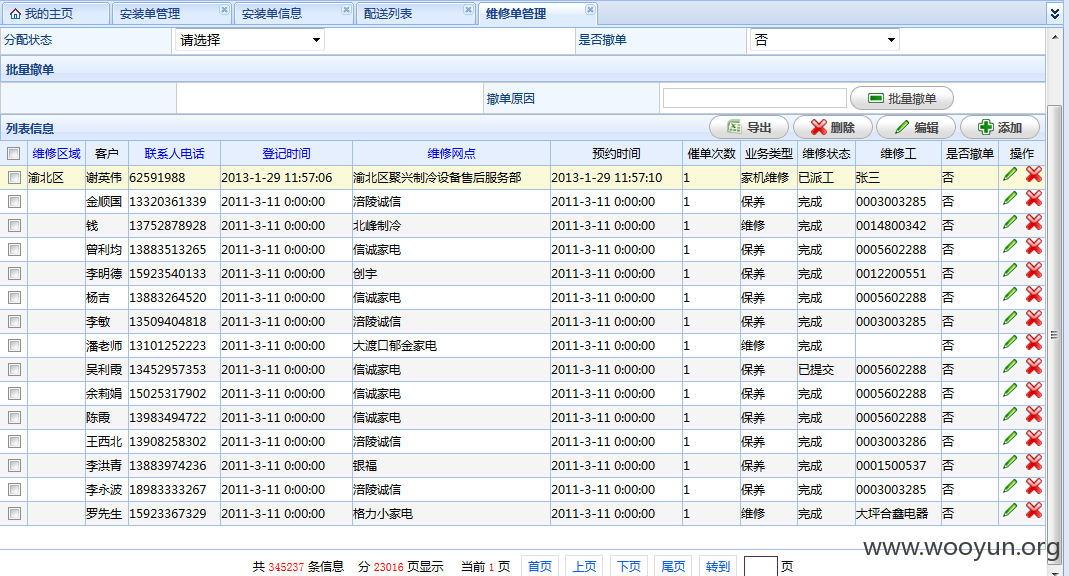 我的主页 安装单管理 安装单信息 配送列表 维修单管理
分配状态 请选择 是否撤单 否
批量撤单
撤单原因 批量撤单
列表信息 导出 删除 编辑 添加
维修区域 客户 联系人电话 登记时间 维修网点 预约时间 催单次数 业务类型 维修状态 维修工 是否撤单 操作
渝北区 谢英伟 62591988 2013-1-29 11:57:06 渝北区聚兴制冷设备售后服务部 2013-1-29 11:57:10 1 家机维修 已派工 张三 否
金顺国 13320361339 2011-3-11 0:00:00 涪陵诚信 2011-3-11 0:00:00 1 保养 完成 0003003285 否
钱 13752878928 2011-3-11 0:00:00 北峰制冷 2011-3-11 0:00:00 1 维修 完成 0014800342 否
曾利均 13883513265 2011-3-11 0:00:00 信诚家电 2011-3-11 0:00:00 1 保养 完成 0005602288 否
李明德 15923540133 2011-3-11 0:00:00 创宇 2011-3-11 0:00:00 1 保养 完成 0012200551 否
杨吉 13883264520 2011-3-11 0:00:00 信诚家电 2011-3-11 0:00:00 1 保养 完成 0005602288 否
李敏 13509404818 2011-3-11 0:00:00 涪陵诚信 2011-3-11 0:00:00 1 保养 完成 0003003285 否
潘老师 13101252223 2011-3-11 0:00:00 大渡口郁金家电 2011-3-11 0:00:00 1 维修 完成 否
吴利霞 13452957353 2011-3-11 0:00:00 信诚家电 2011-3-11 0:00:00 1 保养 已提交 0005602288 否
余莉娟 15025317902 2011-3-11 0:00:00 信诚家电 2011-3-11 0:00:00 1 保养 完成 0005602288 否
陈霞 13983494722 2011-3-11 0:00:00 信诚家电 2011-3-11 0:00:00 1 保养 完成 0005602288 否
王西北 13908258302 2011-3-11 0:00:00 涪陵诚信 2011-3-11 0:00:00 1 保养 完成 0003003286 否
李洪青 13883974236 2011-3-11 0:00:00 银福 2011-3-11 0:00:00 1 保养 完成 0001500537 否
李永波 18983333267 2011-3-11 0:00:00 涪陵诚信 2011-3-11 0:00:00 1 保养 完成 0003003285 否
罗先生 15923367329 2011-3-11 0:00:00 格力小家电 2011-3-11 0:00:00 1 维修 完成 大坪合鑫电器 否
www.wooyun.org
共 345237 条信息 分 23016 页显示 当前 1 页 首页 上页 下页 尾页 转到 页